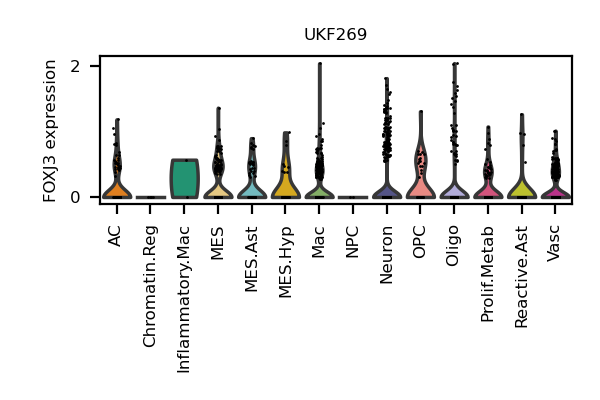 UKF269
FOXJ3 expression
2
0
AC
Chromatin.Reg
Inflammatory.Mac
MES
MES.Ast
MES.Hyp
Mac
NPC
Neuron
OPC
Oligo
Prolif.Metab
Reactive.Ast
Vasc